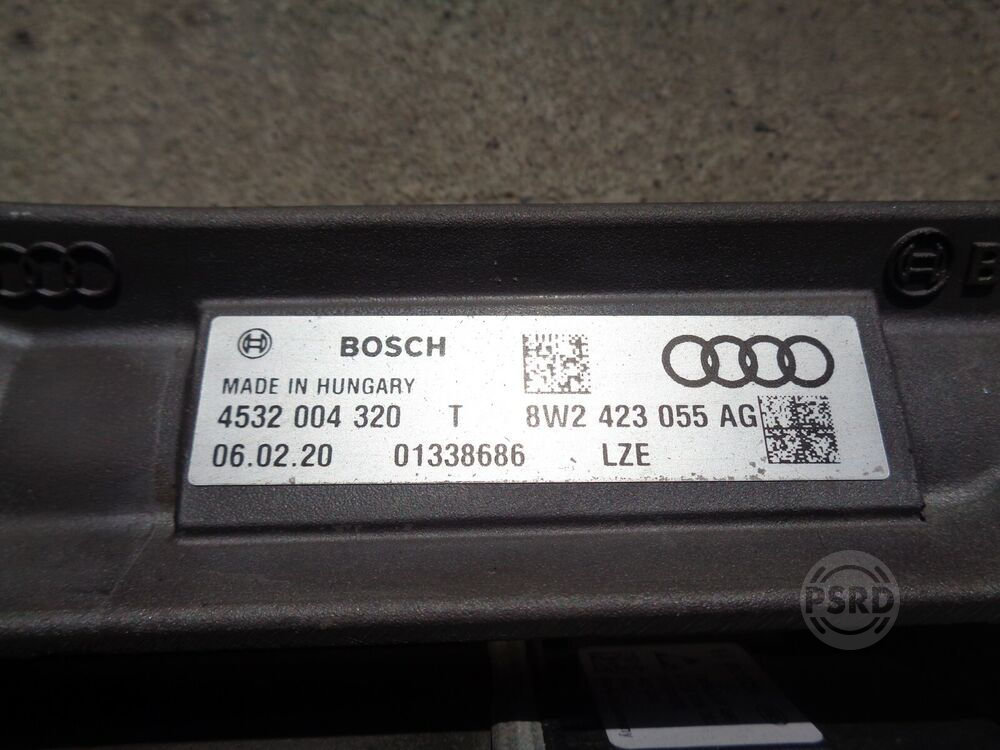 BOSCH
MADE IN HUNGARY
4532 004 320 T 8W2 423 055 AG
06.02.20 01338686 LZE
B
PSRD